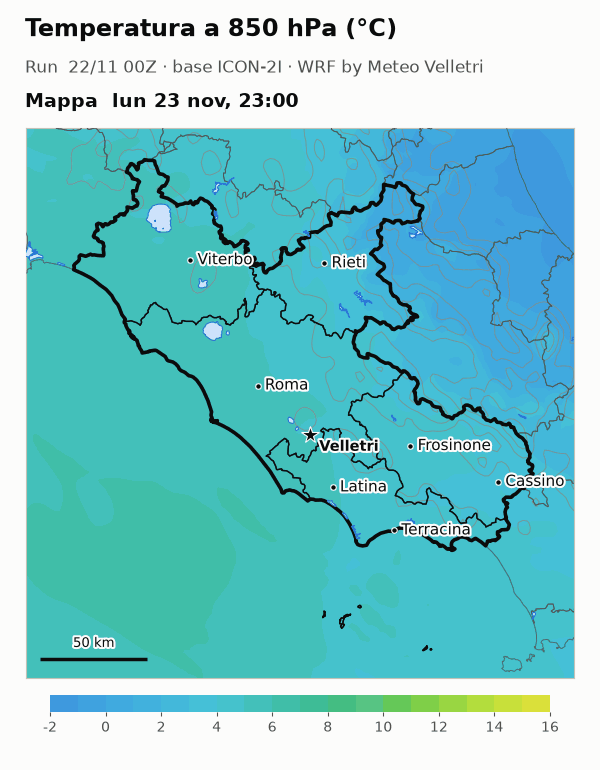 Temperatura a 850 hPa (°C)
Run  22/11 00Z · base ICON-2I · WRF by Meteo Velletri
Mappa  lun 23 nov, 23:00
Viterbo
Rieti
Roma
Velletri
Frosinone
Latina
Cassino
Terracina
50 km
-2 0 2 4 6 8 10 12 14 16